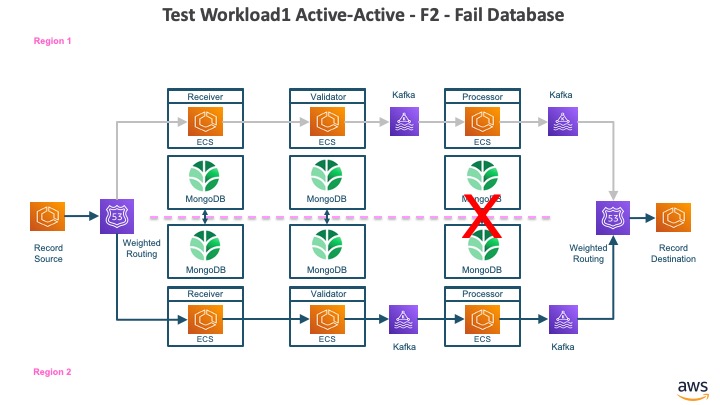 Test Workload1 Active-Active - F2 - Fail Database
Region 1
Receiver
Validator
Kafka
Processor
Kafka
ECS
ECS
ECS
MongoDB
MongoDB
MongoDB
X
53
53
Record
Source
Weighted
Routing
Weighted
Routing
Record
Destination
MongoDB
MongoDB
MongoDB
Receiver
Validator
Processor
ECS
ECS
Kafka
ECS
Kafka
Region 2
aws